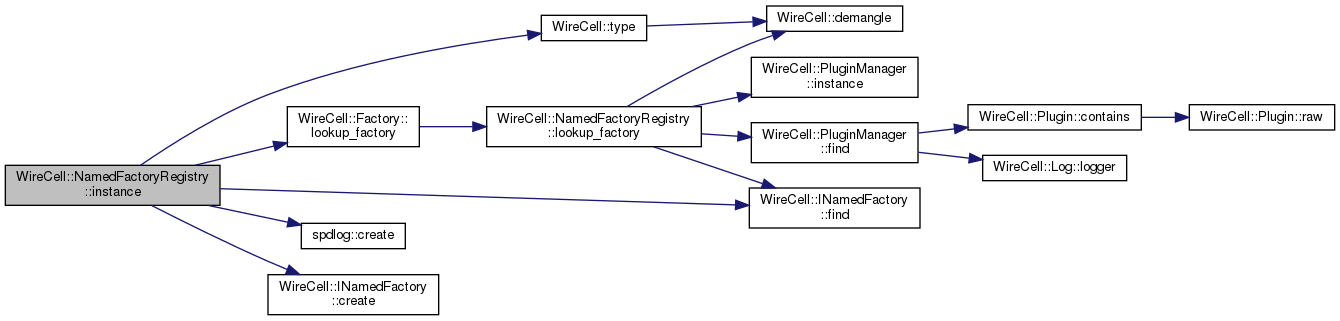 WireCell::NamedFactoryRegistry
::instance
WireCell::type
WireCell::demangle
WireCell::Factory::
lookup_factory
WireCell::NamedFactoryRegistry
::lookup_factory
WireCell::PluginManager
::instance
WireCell::PluginManager
::find
WireCell::Plugin::contains
WireCell::Plugin::raw
WireCell::Log::logger
WireCell::INamedFactory
::find
spdlog::create
WireCell::INamedFactory
::create